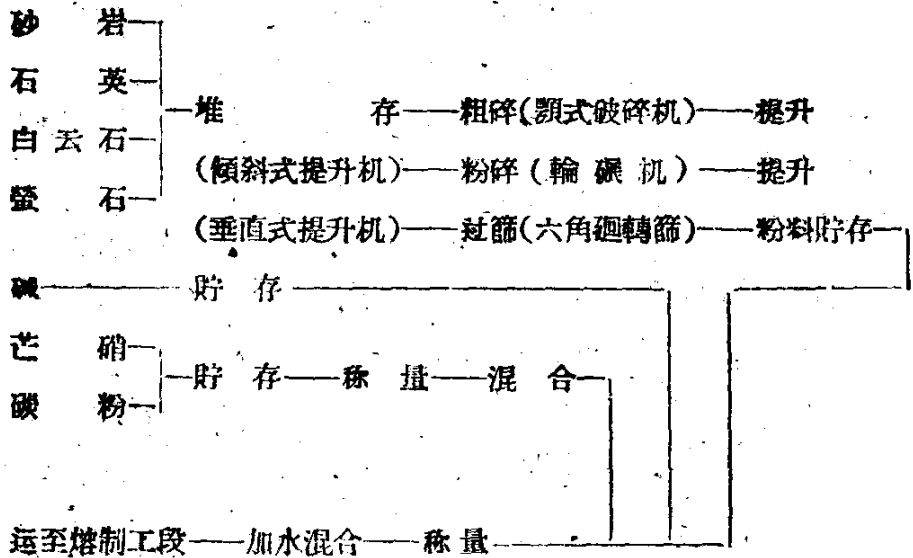 砂 岩
石 英
堆 存——粗碎(顎式破碎机)——提升
白 云 石
(傾斜式提升机)——粉碎(輪碾机)——提升
螢 石
(垂直式提升机)——过篩(六角廻轉篩)——粉料貯存
碱——貯 存
芒 硝
貯 存——称 量——混 合
碳 粉
运至熔制工段——加水混合——称量